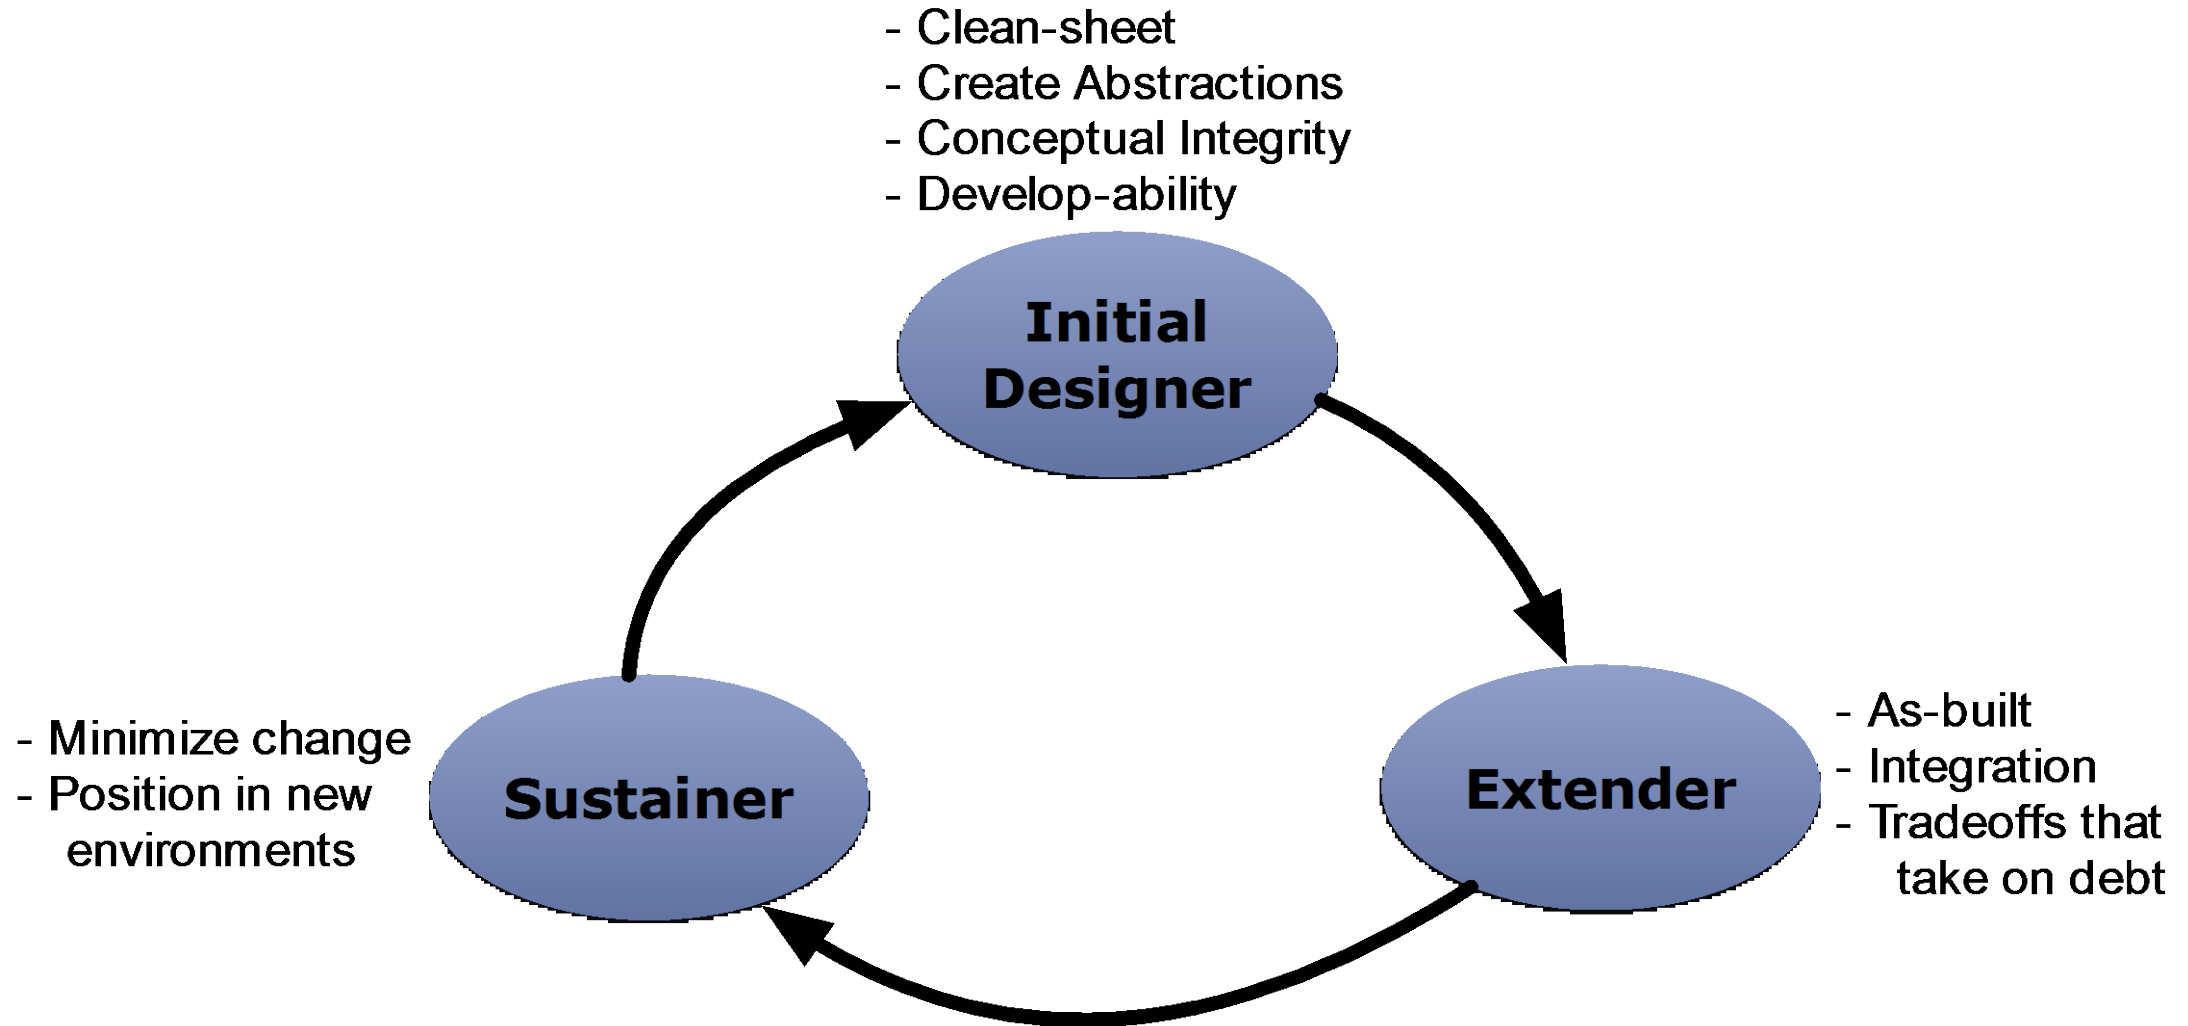 - Clean-sheet
- Create Abstractions
- Conceptual Integrity
- Develop-ability
Initial
Designer
- Minimize change
- Position in new
environments
Sustainer
Extender
- As-built
- Integration
- Tradeoffs that
take on debt